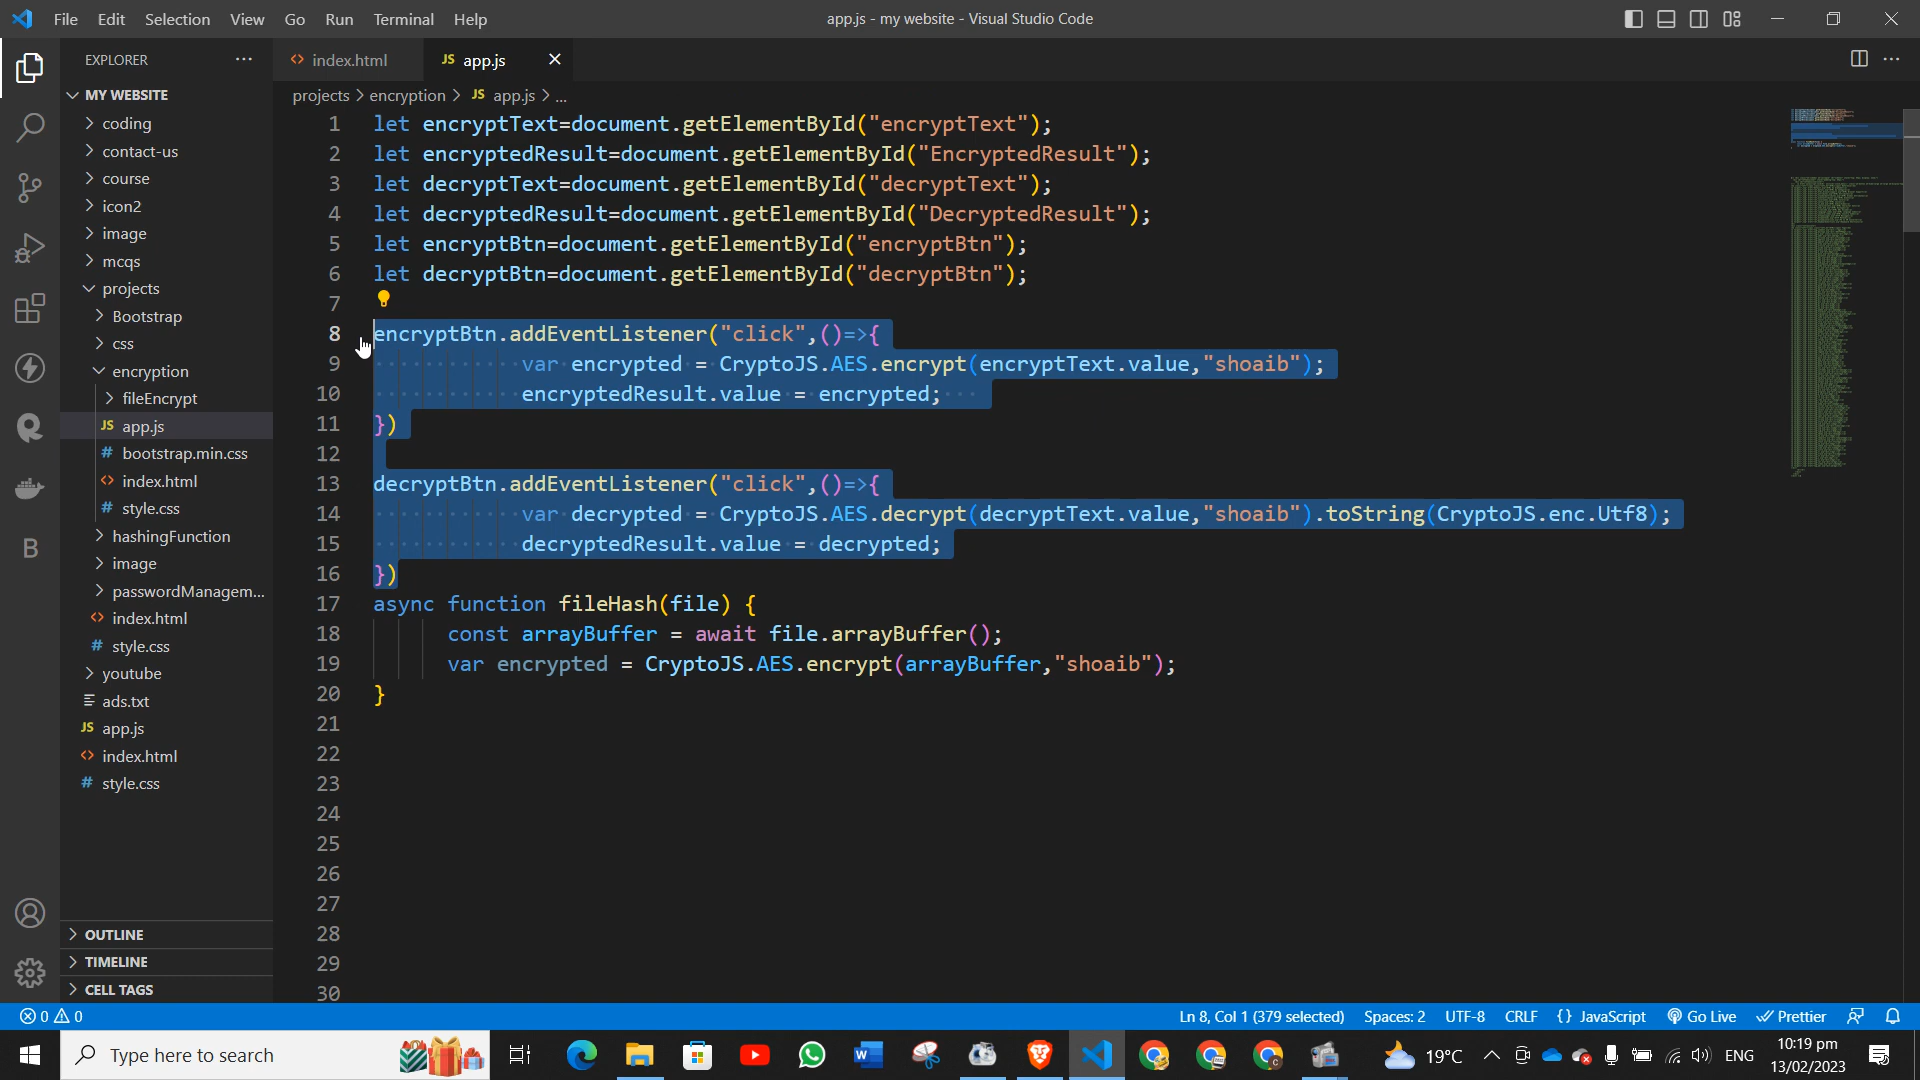 File Edit Selection View Go Run Terminal Help
app.js - my website - Visual Studio Code
EXPLORER
index.html
JS app.js
MY WEBSITE
projects > encryption > JS app.js > ...
coding
contact-us
course
icon2
image
mcqs
projects
Bootstrap
css
encryption
fileEncrypt
JS app.js
# bootstrap.min.css
index.html
# style.css
hashingFunction
image
passwordManagem...
index.html
# style.css
youtube
ads.txt
JS app.js
index.html
# style.css
OUTLINE
TIMELINE
CELL TAGS
1 let encryptText=document.getElementById("encryptText");
2 let encryptedResult=document.getElementById("EncryptedResult");
3 let decryptText=document.getElementById("decryptText");
4 let decryptedResult=document.getElementById("DecryptedResult");
5 let encryptBtn=document.getElementById("encryptBtn");
6 let decryptBtn=document.getElementById("decryptBtn");
7
8 encryptBtn.addEventListener("click",()=>{
9 var encrypted = CryptoJS.AES.encrypt(encryptText.value,"shoaib");
10 encryptedResult.value = encrypted;
11 })
12
13 decryptBtn.addEventListener("click",()=>{
14 var decrypted = CryptoJS.AES.decrypt(decryptText.value,"shoaib").toString(CryptoJS.enc.Utf8);
15 decryptedResult.value = decrypted;
16 })
17 async function fileHash(file) {
18 const arrayBuffer = await file.arrayBuffer();
19 var encrypted = CryptoJS.AES.encrypt(arrayBuffer,"shoaib");
20 }
21
22
23
24
25
26
27
28
29
30
0 0
Ln 8, Col 1 (379 selected) Spaces: 2 UTF-8 CRLF {} JavaScript Go Live Prettier
Type here to search
19°C
ENG
10:19 pm
13/02/2023